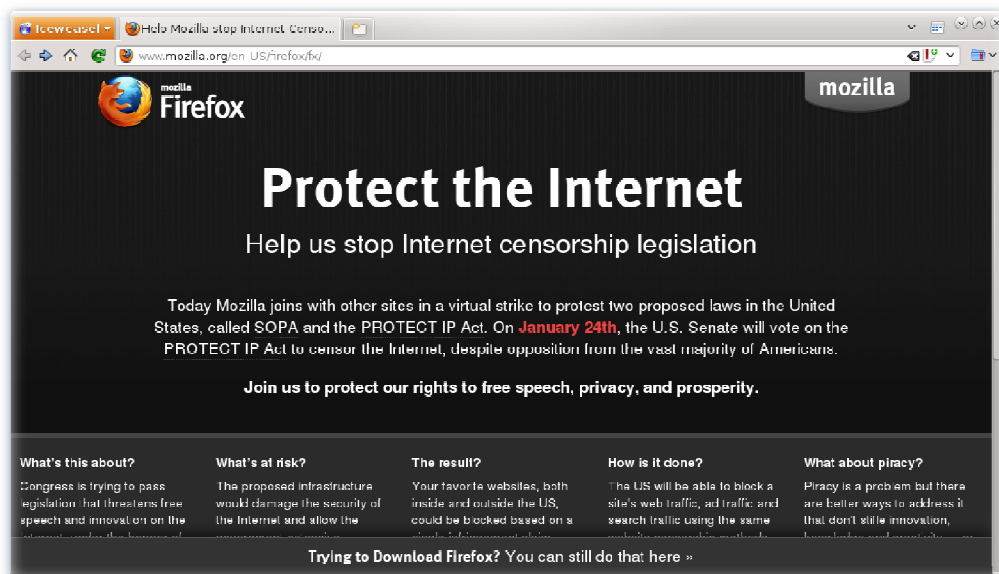 Iceweasel
Help Mozilla stop Internet Censo...
www.mozilla.org/en-US/firefox/fx/
mozilla
Firefox
mozilla
Protect the Internet
Help us stop Internet censorship legislation
Today Mozilla joins with other sites in a virtual strike to protest two proposed laws in the United
States, called SOPA and the PROTECT IP Act. On January 24th, the U.S. Senate will vote on the
PROTECT IP Act to censor the Internet, despite opposition from the vast majority of Americans.
Join us to protect our rights to free speech, privacy, and prosperity.
What's this about?
Congress is trying to pass
legislation that threatens free
speech and innovation on the
What's at risk?
The proposed infrastructure
would damage the security of
the Internet and allow the
The result?
Your favorite websites, both
inside and outside the US,
could be blocked based on a
How is it done?
The US will be able to block a
site's web traffic, ad traffic and
search traffic using the same
What about piracy?
Piracy is a problem but there
are better ways to address it
that don't stifle innovation,
Trying to Download Firefox? You can still do that here »